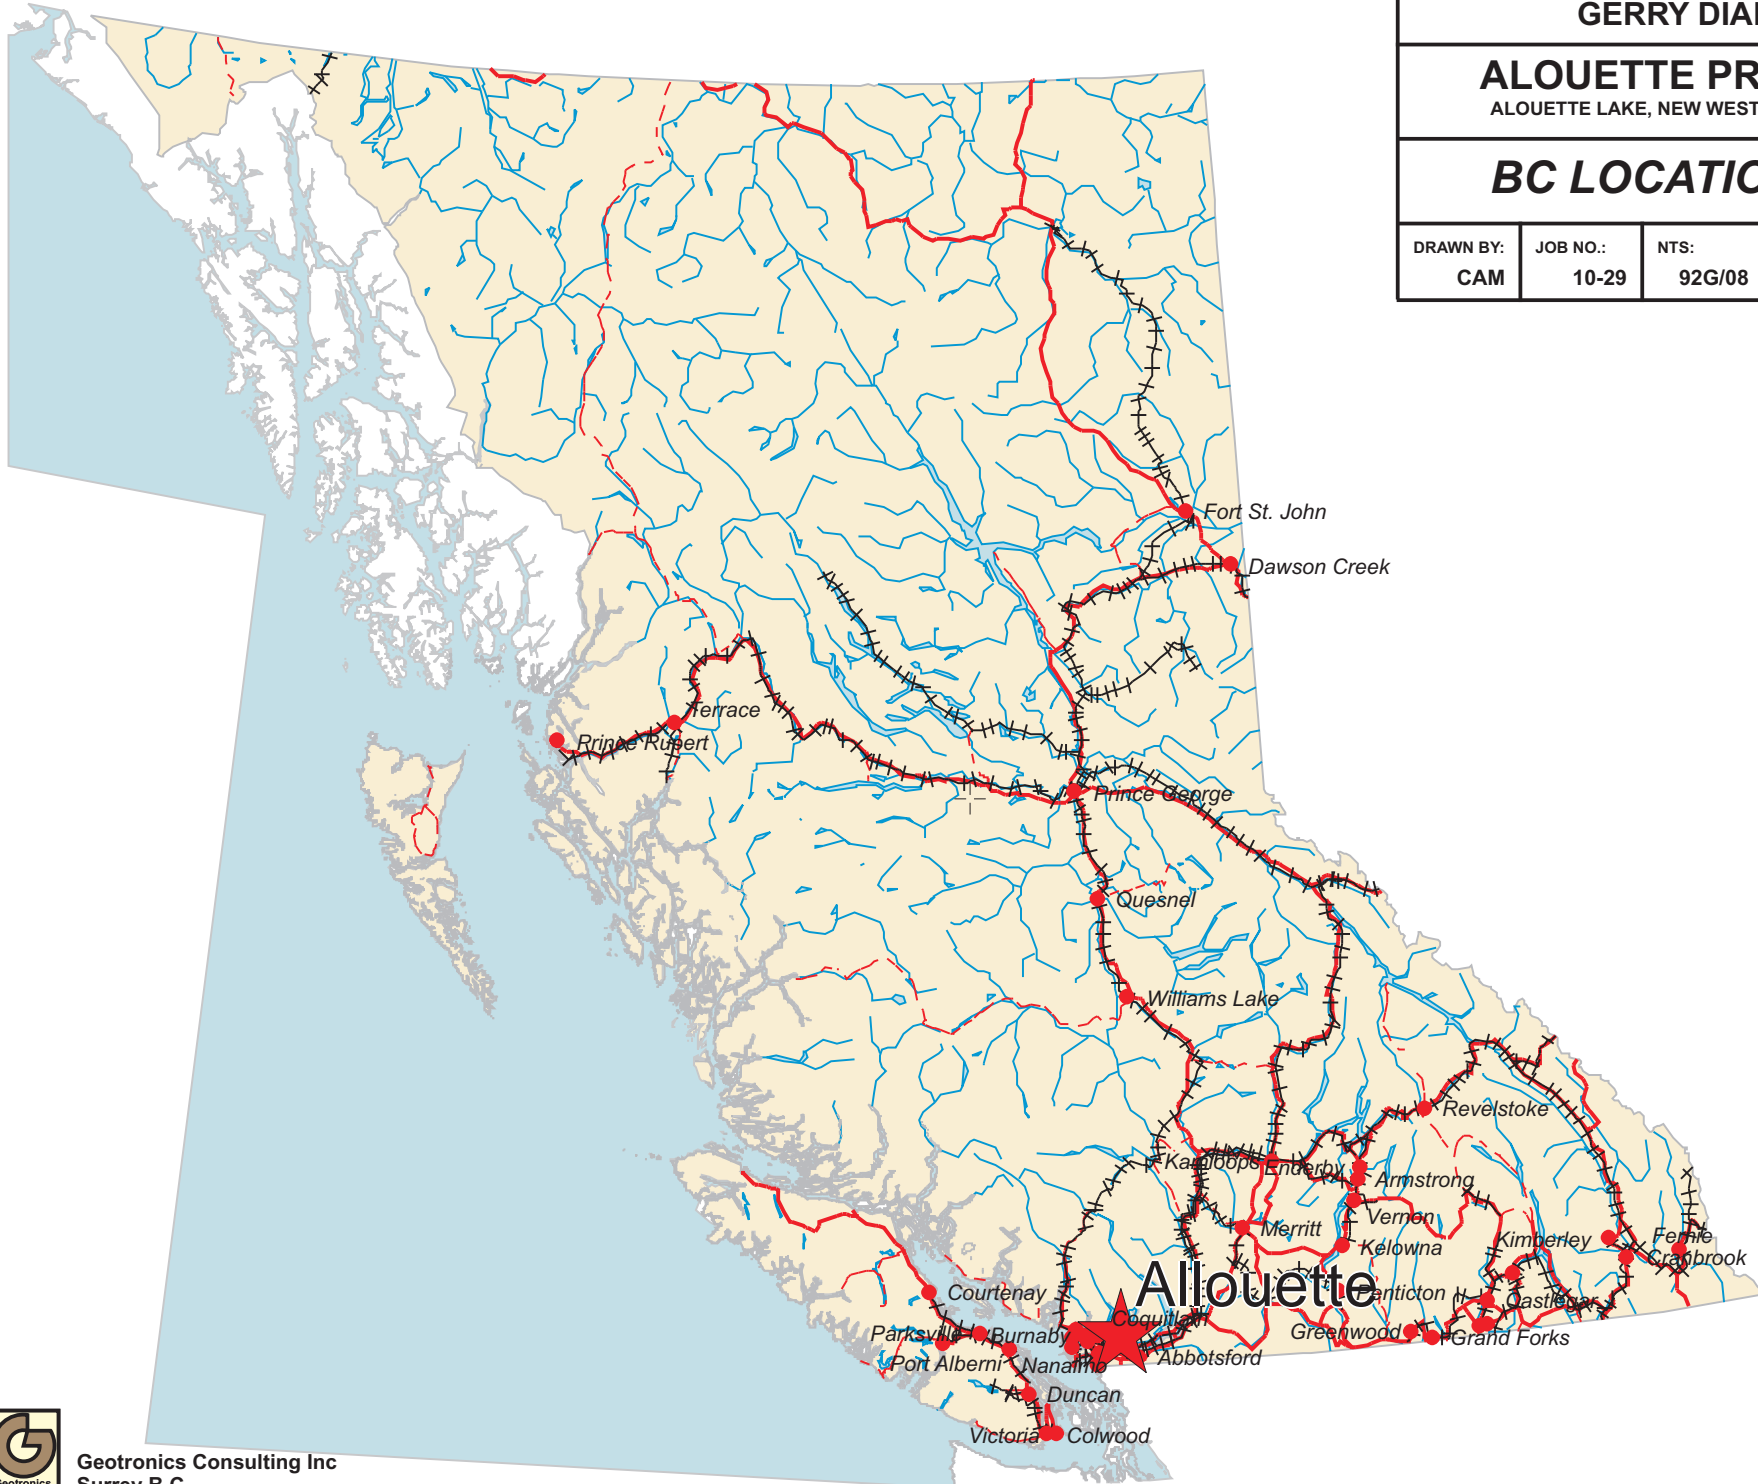 GERRY DIA
ALOUETTE PR
ALOUETTE LAKE, NEW WEST
BC LOCATIO
DRAWN BY: JOB NO.: NTS:
CAM 10-29 92G/08
Fort St. John
Dawson Creek
Terrace
Prince Rupert
Prince George
Quesnel
Williams Lake
Revelstoke
Kamloops
Enderby
Armstrong
Vernon
Merritt
Kelowna
Kimberley
Fernie
Cranbrook
Allouette
Penticton
Castlegar
Courtenay
Coquitlam
Parksville
Burnaby
Greenwood
Grand Forks
Port Alberni
Nanaimo
Abbotsford
Duncan
Victoria
Colwood
Geotronics
Geotronics Consulting Inc
Surrey B.C.